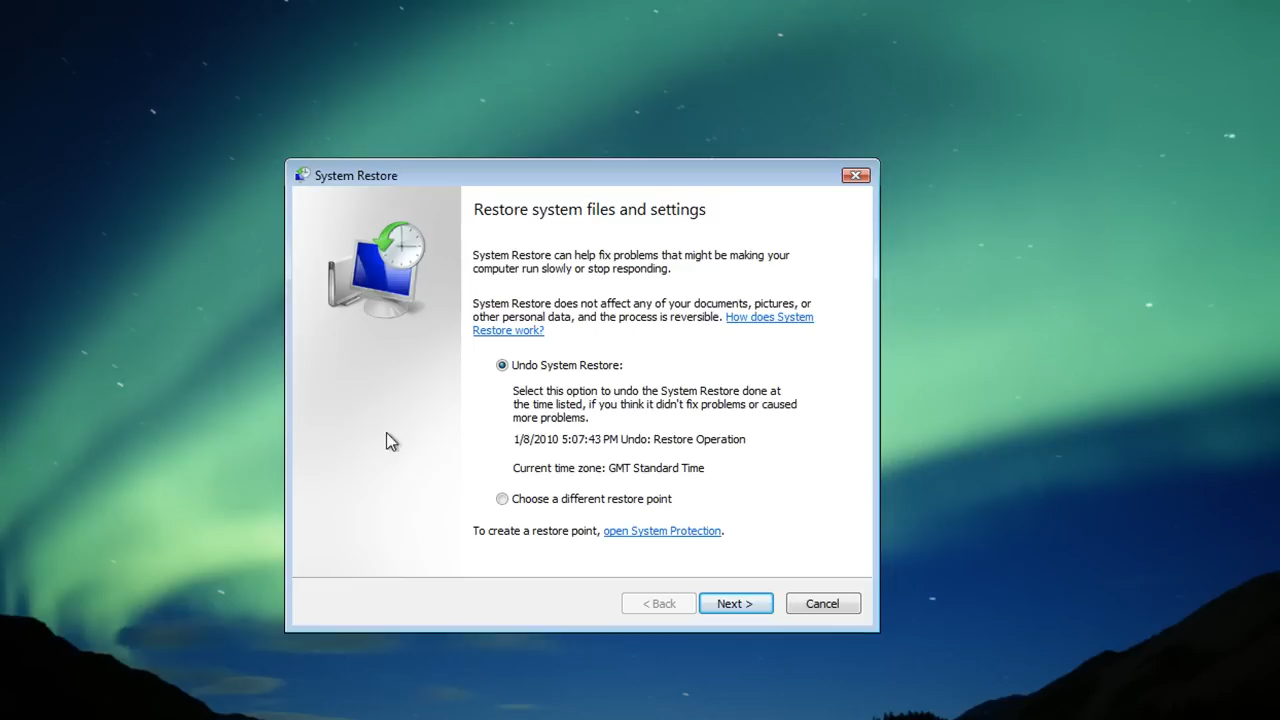 System Restore
Restore system files and settings
System Restore can help fix problems that might be making your
computer run slowly or stop responding.
System Restore does not affect any of your documents, pictures, or
other personal data, and the process is reversible. How does System
Restore work?
Undo System Restore:
Select this option to undo the System Restore done at
the time listed, if you think it didn't fix problems or caused
more problems.
1/8/2010 5:07:43 PM Undo: Restore Operation
Current time zone: GMT Standard Time
Choose a different restore point
To create a restore point, open System Protection.
< Back Next > Cancel